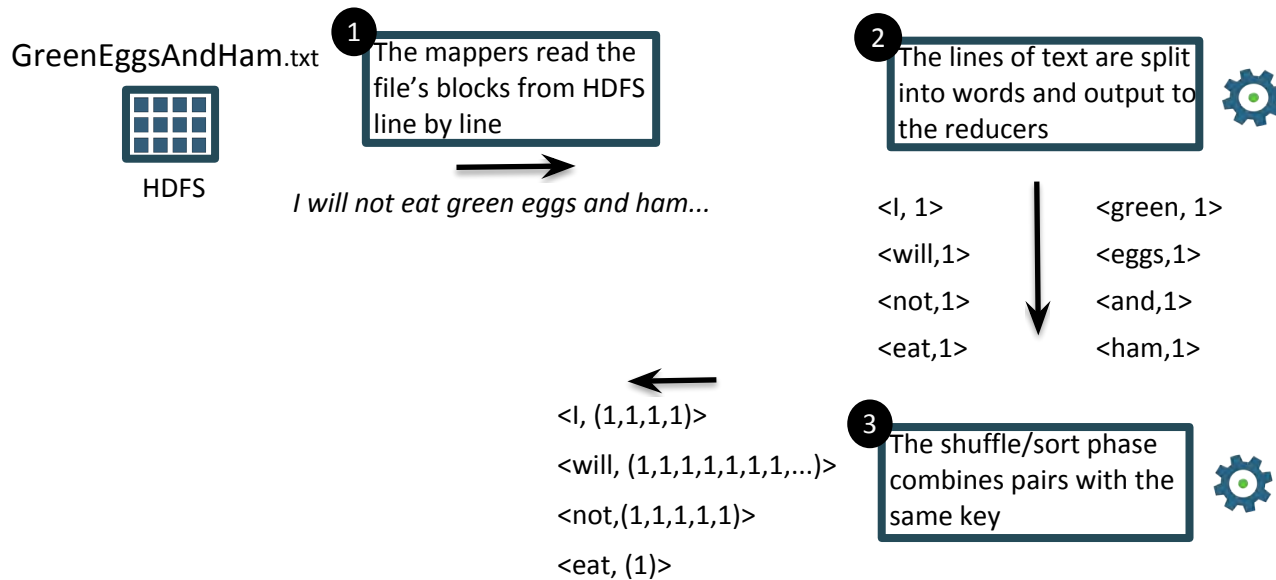 GreenEggsAndHam.txt
HDFS
1
The mappers read the
file's blocks from HDFS
line by line
I will not eat green eggs and ham...
2
The lines of text are split
into words and output to
the reducers
<I, 1>
<will,1>
<not,1>
<eat,1>
<green, 1>
<eggs,1>
<and,1>
<ham,1>
3
The shuffle/sort phase
combines pairs with the
same key
<I, (1,1,1,1)>
<will, (1,1,1,1,1,1,1,...)>
<not,(1,1,1,1,1)>
<eat, (1)>